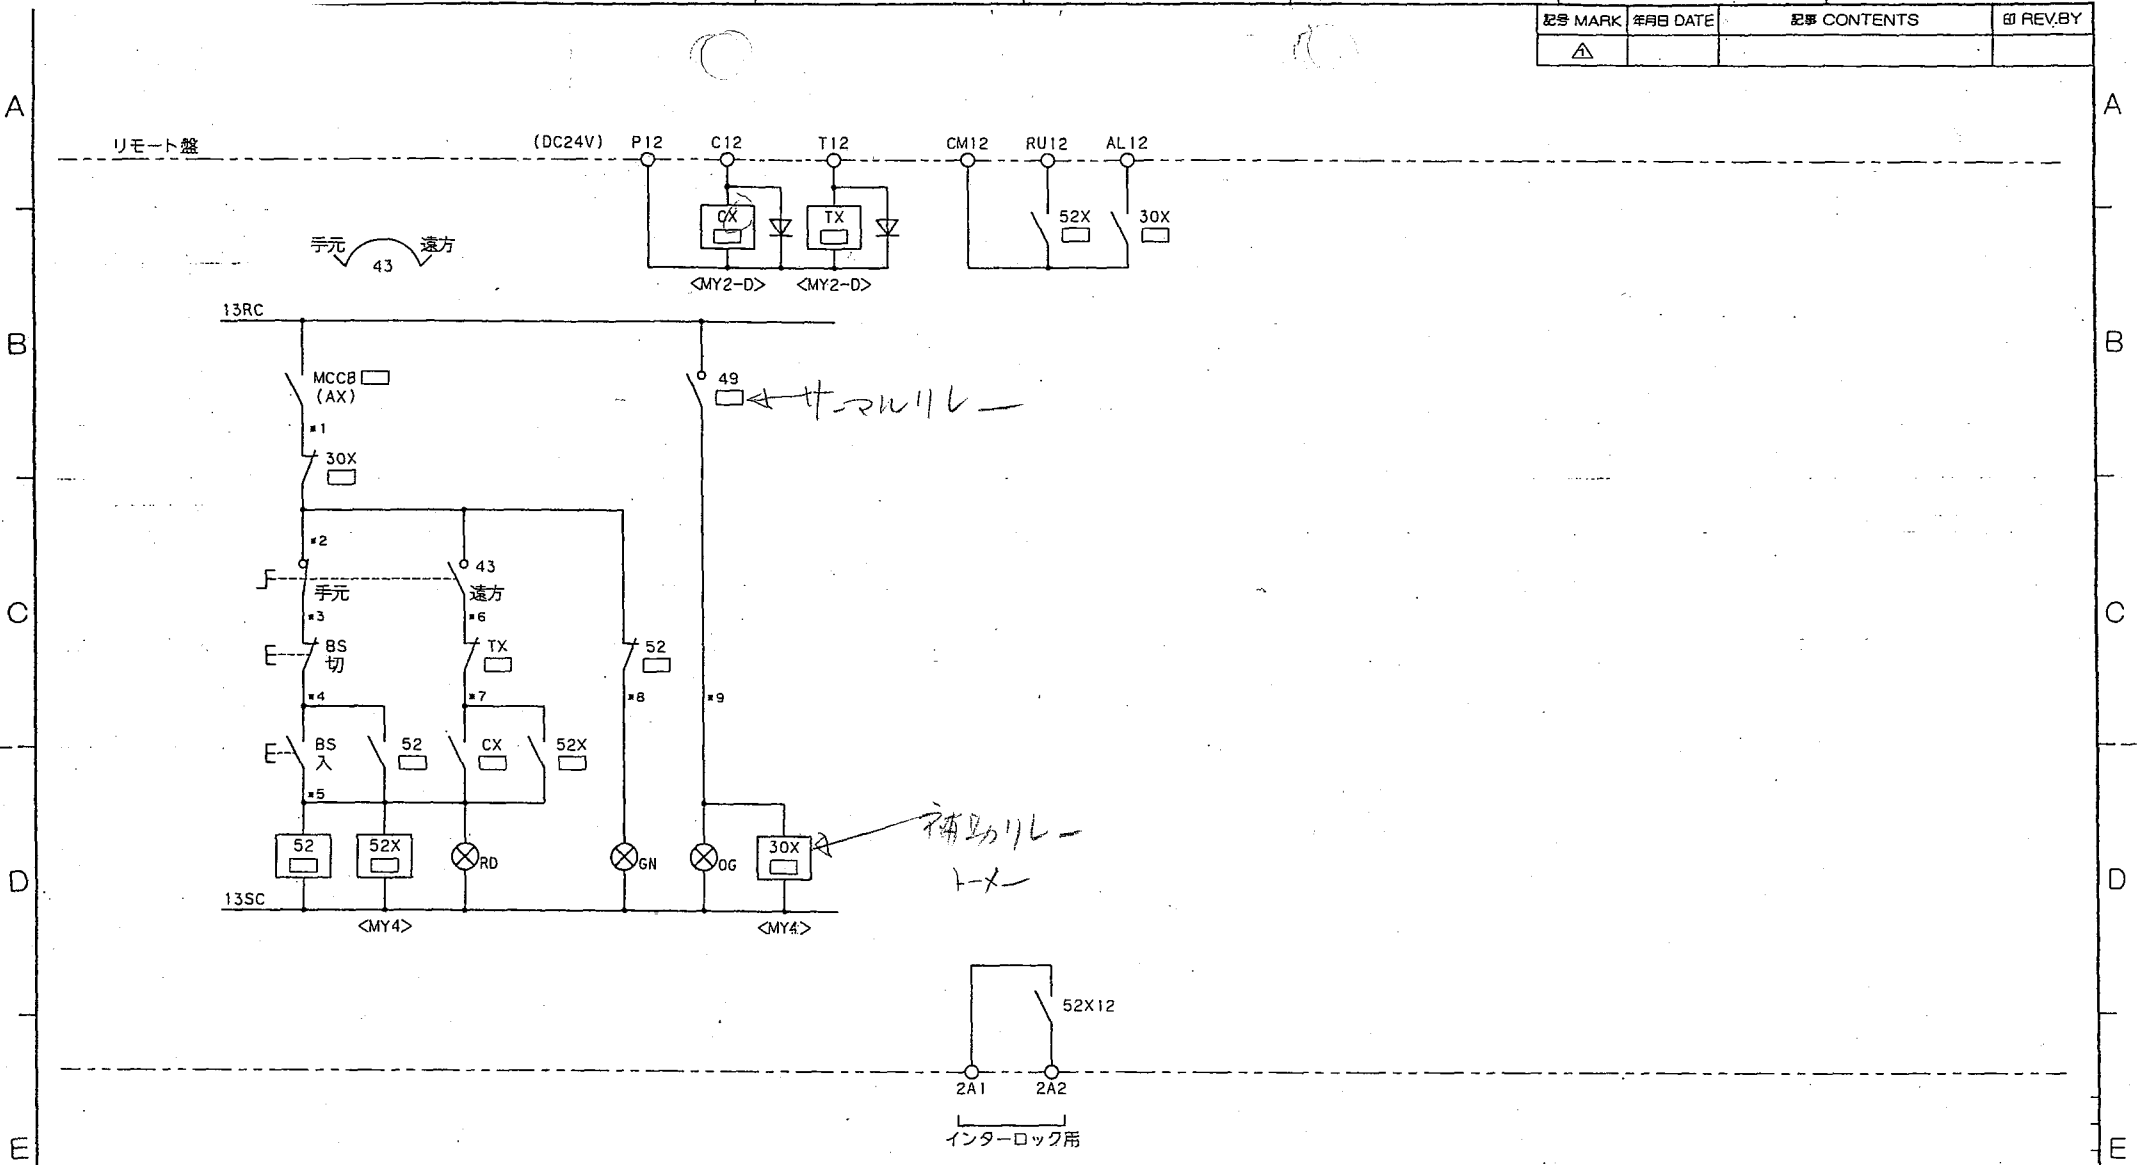 記号 MARK 年月日 DATE 記事 CONTENTS 印 REV.BY
1
A A
リモート盤 (DC24V) P12 C12 T12 CM12 RU12 AL12
CX TX 52X 30X
手元 43 遠方
<MY2-D> <MY2-D>
13RC
B B
MCCB (AX)
49
サーマルリレー
*1
30X
*2
43
手元 遠方
C C
*3 *6
BS 切 TX 52
*4 *7 *8 *9
BS 入 52 CX 52X
*5
補助リレー
52 52X RD GN OG 30X
トーメー
D D
13SC
<MY4> <MY4>
52X12
2A1 2A2
インターロック用
E E